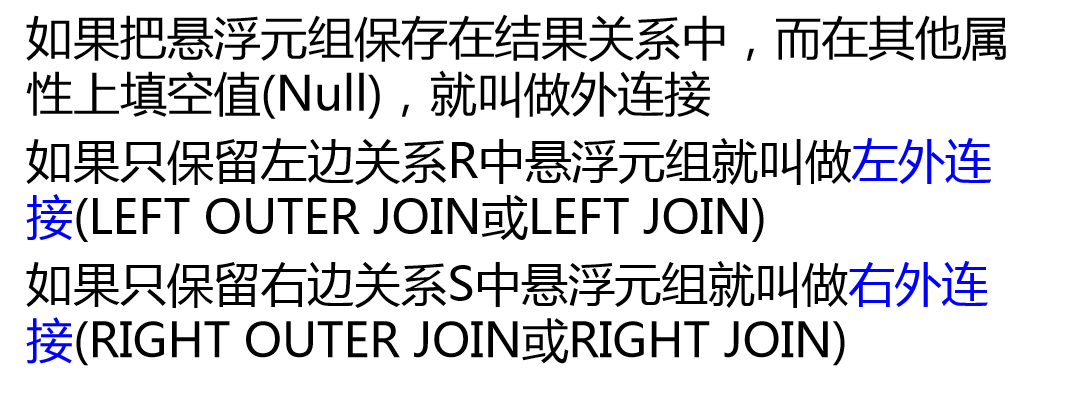 如果把悬浮元组保存在结果关系中，而在其他属
性上填空值(Null)，就叫做外连接
如果只保留左边关系R中悬浮元组就叫做左外连
接(LEFT OUTER JOIN或LEFT JOIN)
如果只保留右边关系S中悬浮元组就叫做右外连
接(RIGHT OUTER JOIN或RIGHT JOIN)